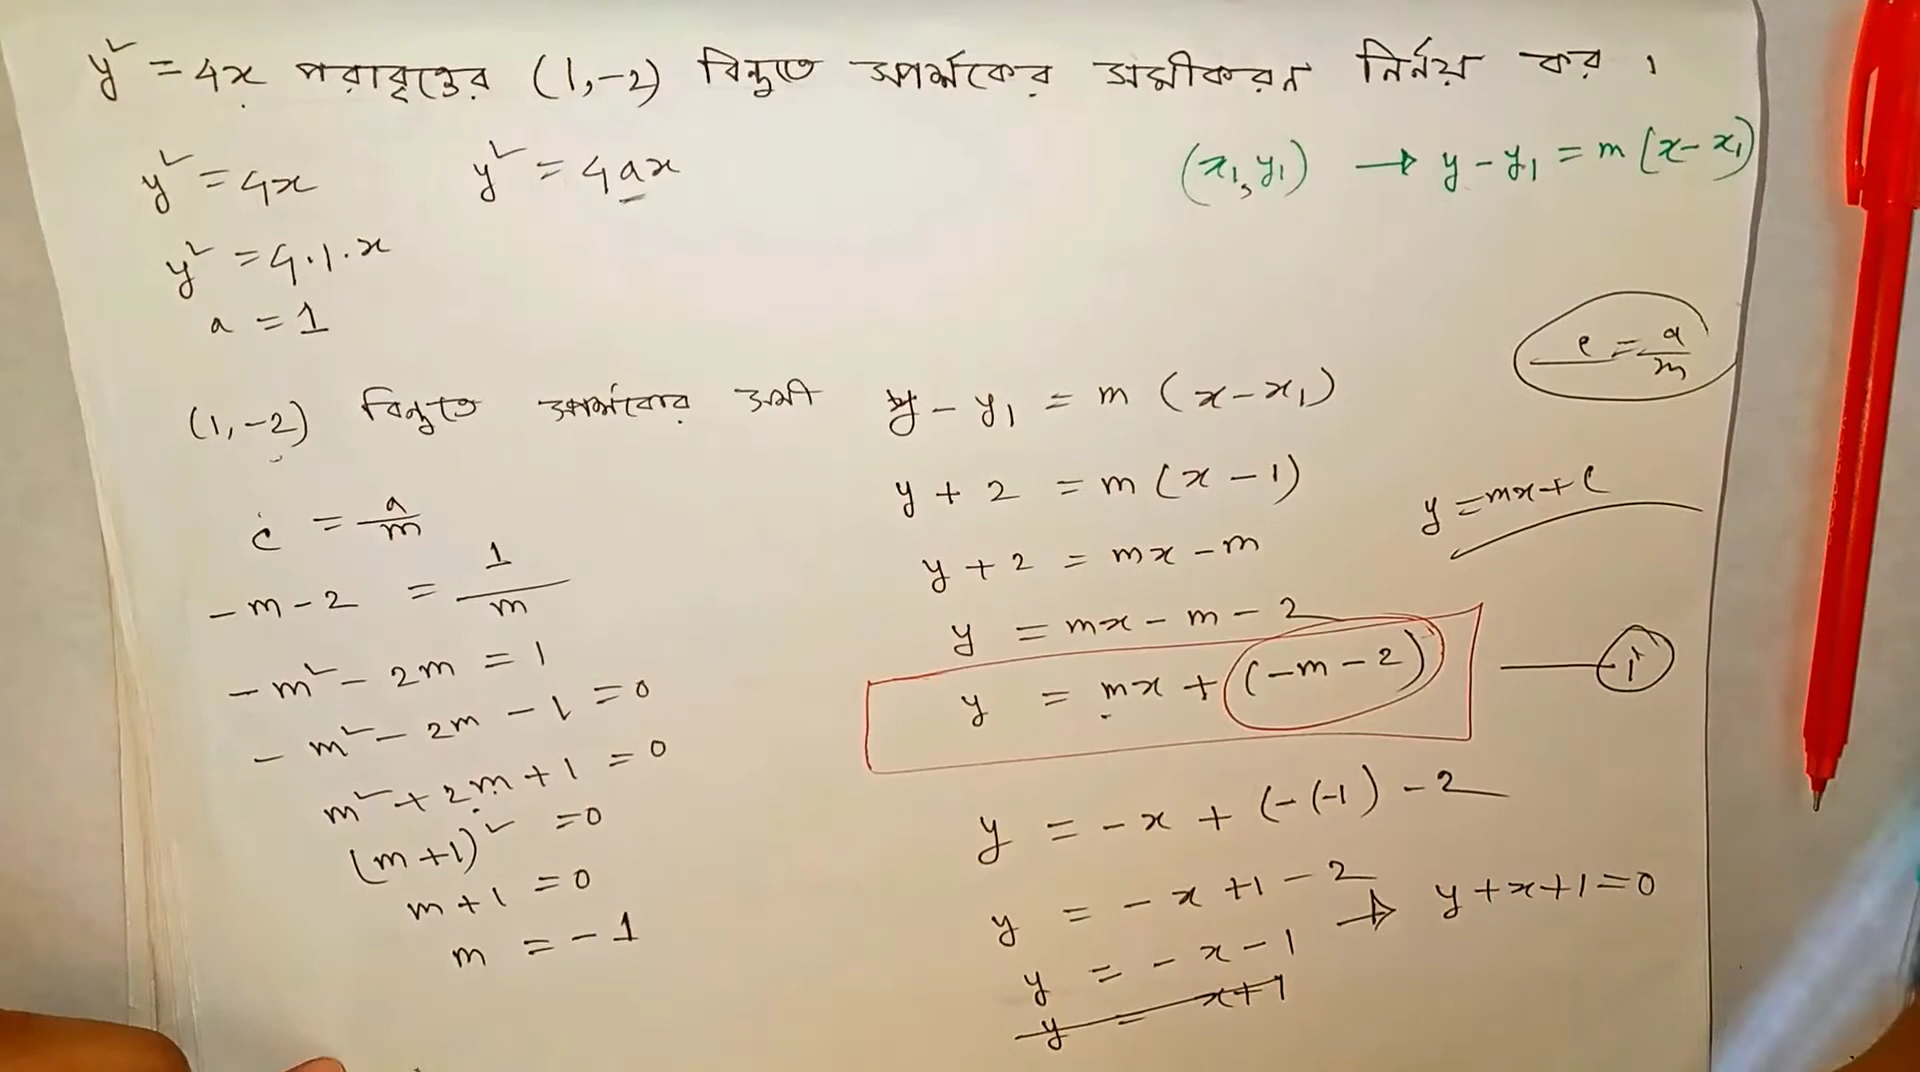 y² = 4x পরাবৃত্তের (1,-2) বিন্দুতে স্পর্শকের সমীকরন নির্নয় কর ।
y² = 4x
y² = 4ax
(x₁, y₁) → y - y₁ = m (x - x₁)
y² = 4.1.x
a = 1
c = a/m
(1,-2) বিন্দুতে স্পর্শকের সমী y - y₁ = m (x - x₁)
y + 2 = m (x - 1)
y + 2 = mx - m
y = mx + c
y = mx - m - 2
y = mx + (-m - 2) — i
c = a/m
-m - 2 = 1/m
-m² - 2m = 1
-m² - 2m - 1 = 0
m² + 2m + 1 = 0
(m + 1)² = 0
m + 1 = 0
m = -1
y = -x + (-(-1) - 2
y = -x + 1 - 2
y = -x - 1 → y + x + 1 = 0
y = x + 1